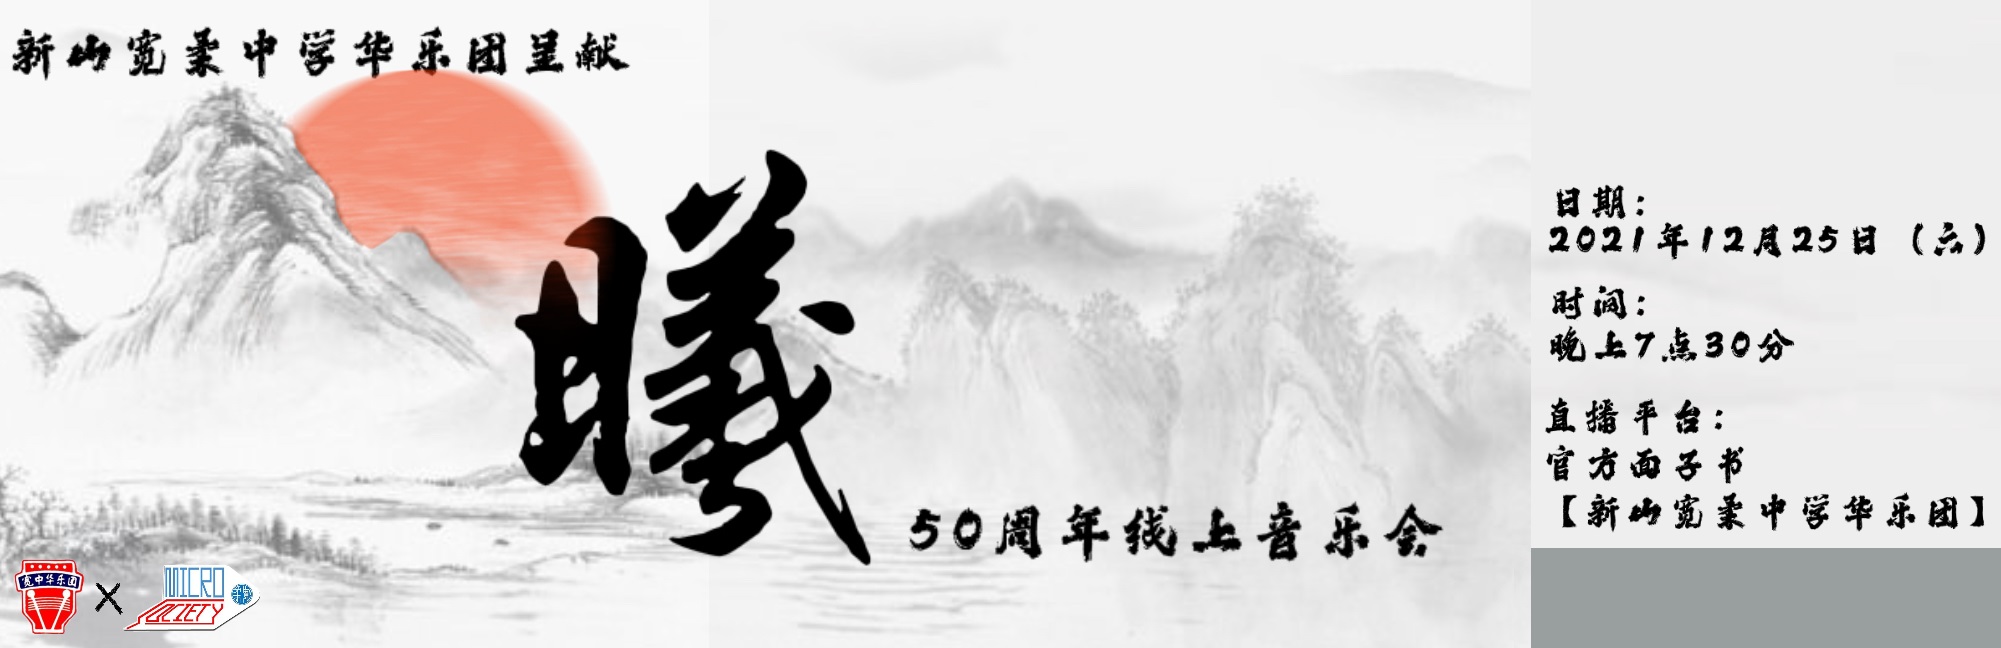 新山宽柔中学华乐团呈献
曦
50周年线上音乐会
日期：
2021年12月25日（六）
时间：
晚上7点30分
直播平台：
官方面子书
【新山宽柔中学华乐团】
宽中华乐团
X
MICRO
SOCIETY